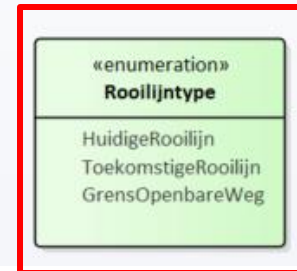 «enumeration»
Rooilijntype
HuidigeRooilijn
ToekomstigeRooilijn
GrensOpenbareWeg